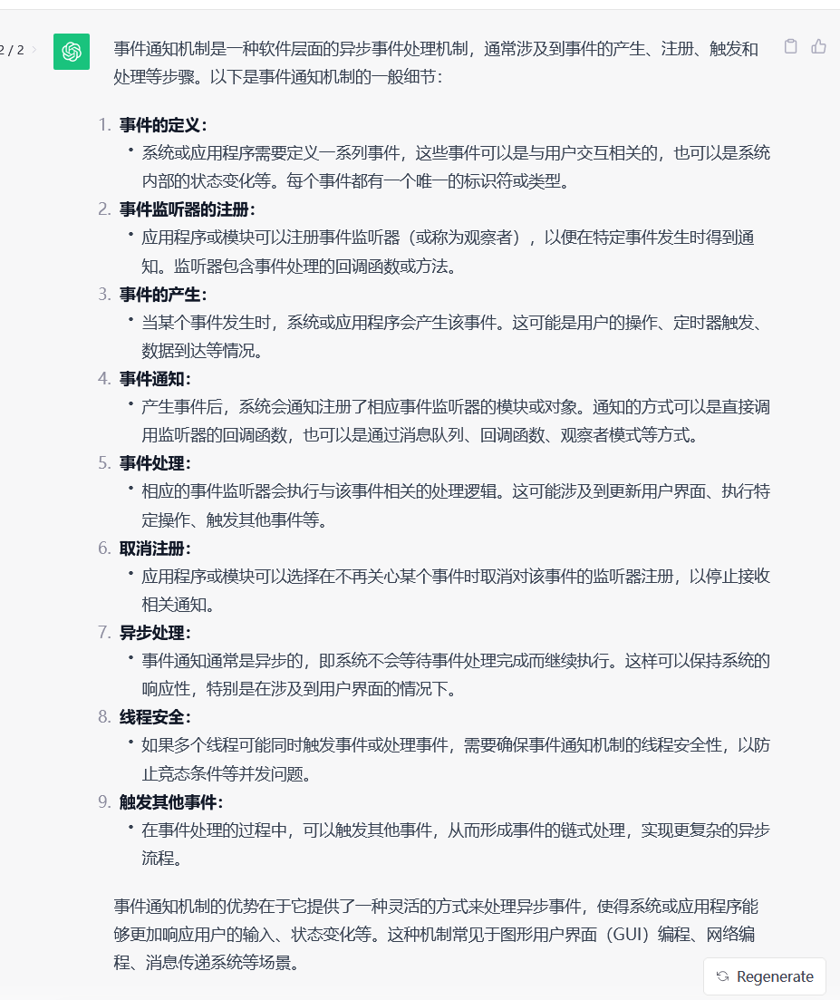 2 / 2
事件通知机制是一种软件层面的异步事件处理机制，通常涉及到事件的产生、注册、触发和
处理等步骤。以下是事件通知机制的一般细节：
1. 事件的定义：
• 系统或应用程序需要定义一系列事件，这些事件可以是与用户交互相关的，也可以是系统
内部的状态变化等。每个事件都有一个唯一的标识符或类型。
2. 事件监听器的注册：
• 应用程序或模块可以注册事件监听器（或称为观察者），以便在特定事件发生时得到通
知。监听器包含事件处理的回调函数或方法。
3. 事件的产生：
• 当某个事件发生时，系统或应用程序会产生该事件。这可能是用户的操作、定时器触发、
数据到达等情况。
4. 事件通知：
• 产生事件后，系统会通知注册了相应事件监听器的模块或对象。通知的方式可以是直接调
用监听器的回调函数，也可以是通过消息队列、回调函数、观察者模式等方式。
5. 事件处理：
• 相应的事件监听器会执行与该事件相关的处理逻辑。这可能涉及到更新用户界面、执行特
定操作、触发其他事件等。
6. 取消注册：
• 应用程序或模块可以选择在不再关心某个事件时取消对该事件的监听器注册，以停止接收
相关通知。
7. 异步处理：
• 事件通知通常是异步的，即系统不会等待事件处理完成而继续执行。这样可以保持系统的
响应性，特别是在涉及到用户界面的情况下。
8. 线程安全：
• 如果多个线程可能同时触发事件或处理事件，需要确保事件通知机制的线程安全性，以防
止竞态条件等并发问题。
9. 触发其他事件：
• 在事件处理的过程中，可以触发其他事件，从而形成事件的链式处理，实现更复杂的异步
流程。
事件通知机制的优势在于它提供了一种灵活的方式来处理异步事件，使得系统或应用程序能
够更加响应用户的输入、状态变化等。这种机制常见于图形用户界面（GUI）编程、网络编
程、消息传递系统等场景。
Regenerate